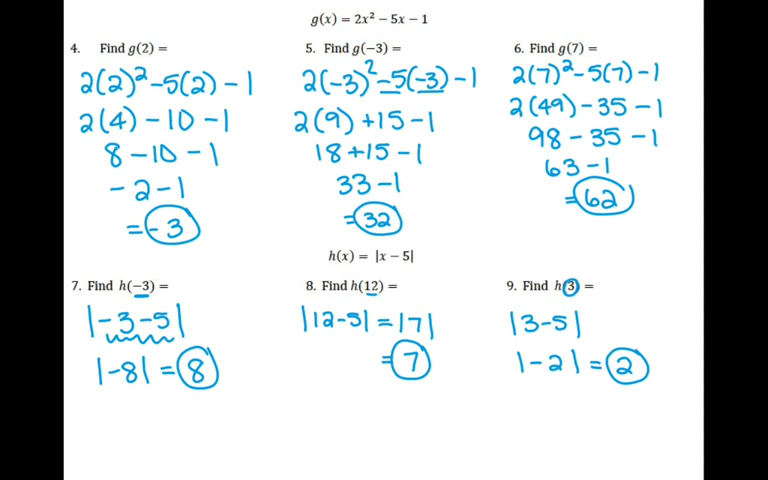 g(x) = 2x² − 5x − 1
4. Find g(2) =
2(2)² -5(2) - 1
2(4) - 10 - 1
8 - 10 - 1
- 2 - 1
= -3
5. Find g(−3) =
2(-3)² -5(-3) - 1
2(9) + 15 - 1
18 + 15 - 1
33 - 1
= 32
6. Find g(7) =
2(7)² - 5(7) - 1
2(49) - 35 - 1
98 - 35 - 1
63 - 1
= 62
h(x) = |x − 5|
7. Find h(−3) =
|-3 - 5|
|-8| = 8
8. Find h(12) =
|12 - 5| = |7|
= 7
9. Find h(3) =
|3 - 5|
|-2| = 2